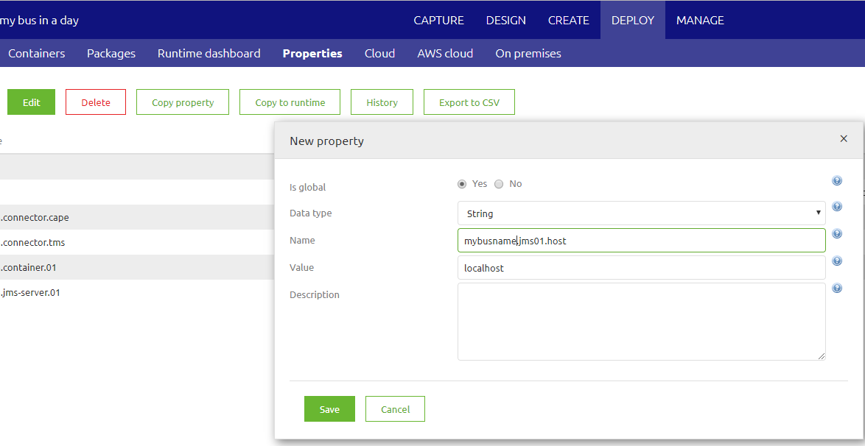 my bus in a day
CAPTURE DESIGN CREATE DEPLOY MANAGE
Containers Packages Runtime dashboard Properties Cloud AWS cloud On premises
Edit Delete Copy property Copy to runtime History Export to CSV
e
New property ×
Is global Yes No
Data type String
Name mybusname.jms01.host
Value localhost
Description
.connector.cape
.connector.tms
.container.01
.jms-server.01
Save Cancel